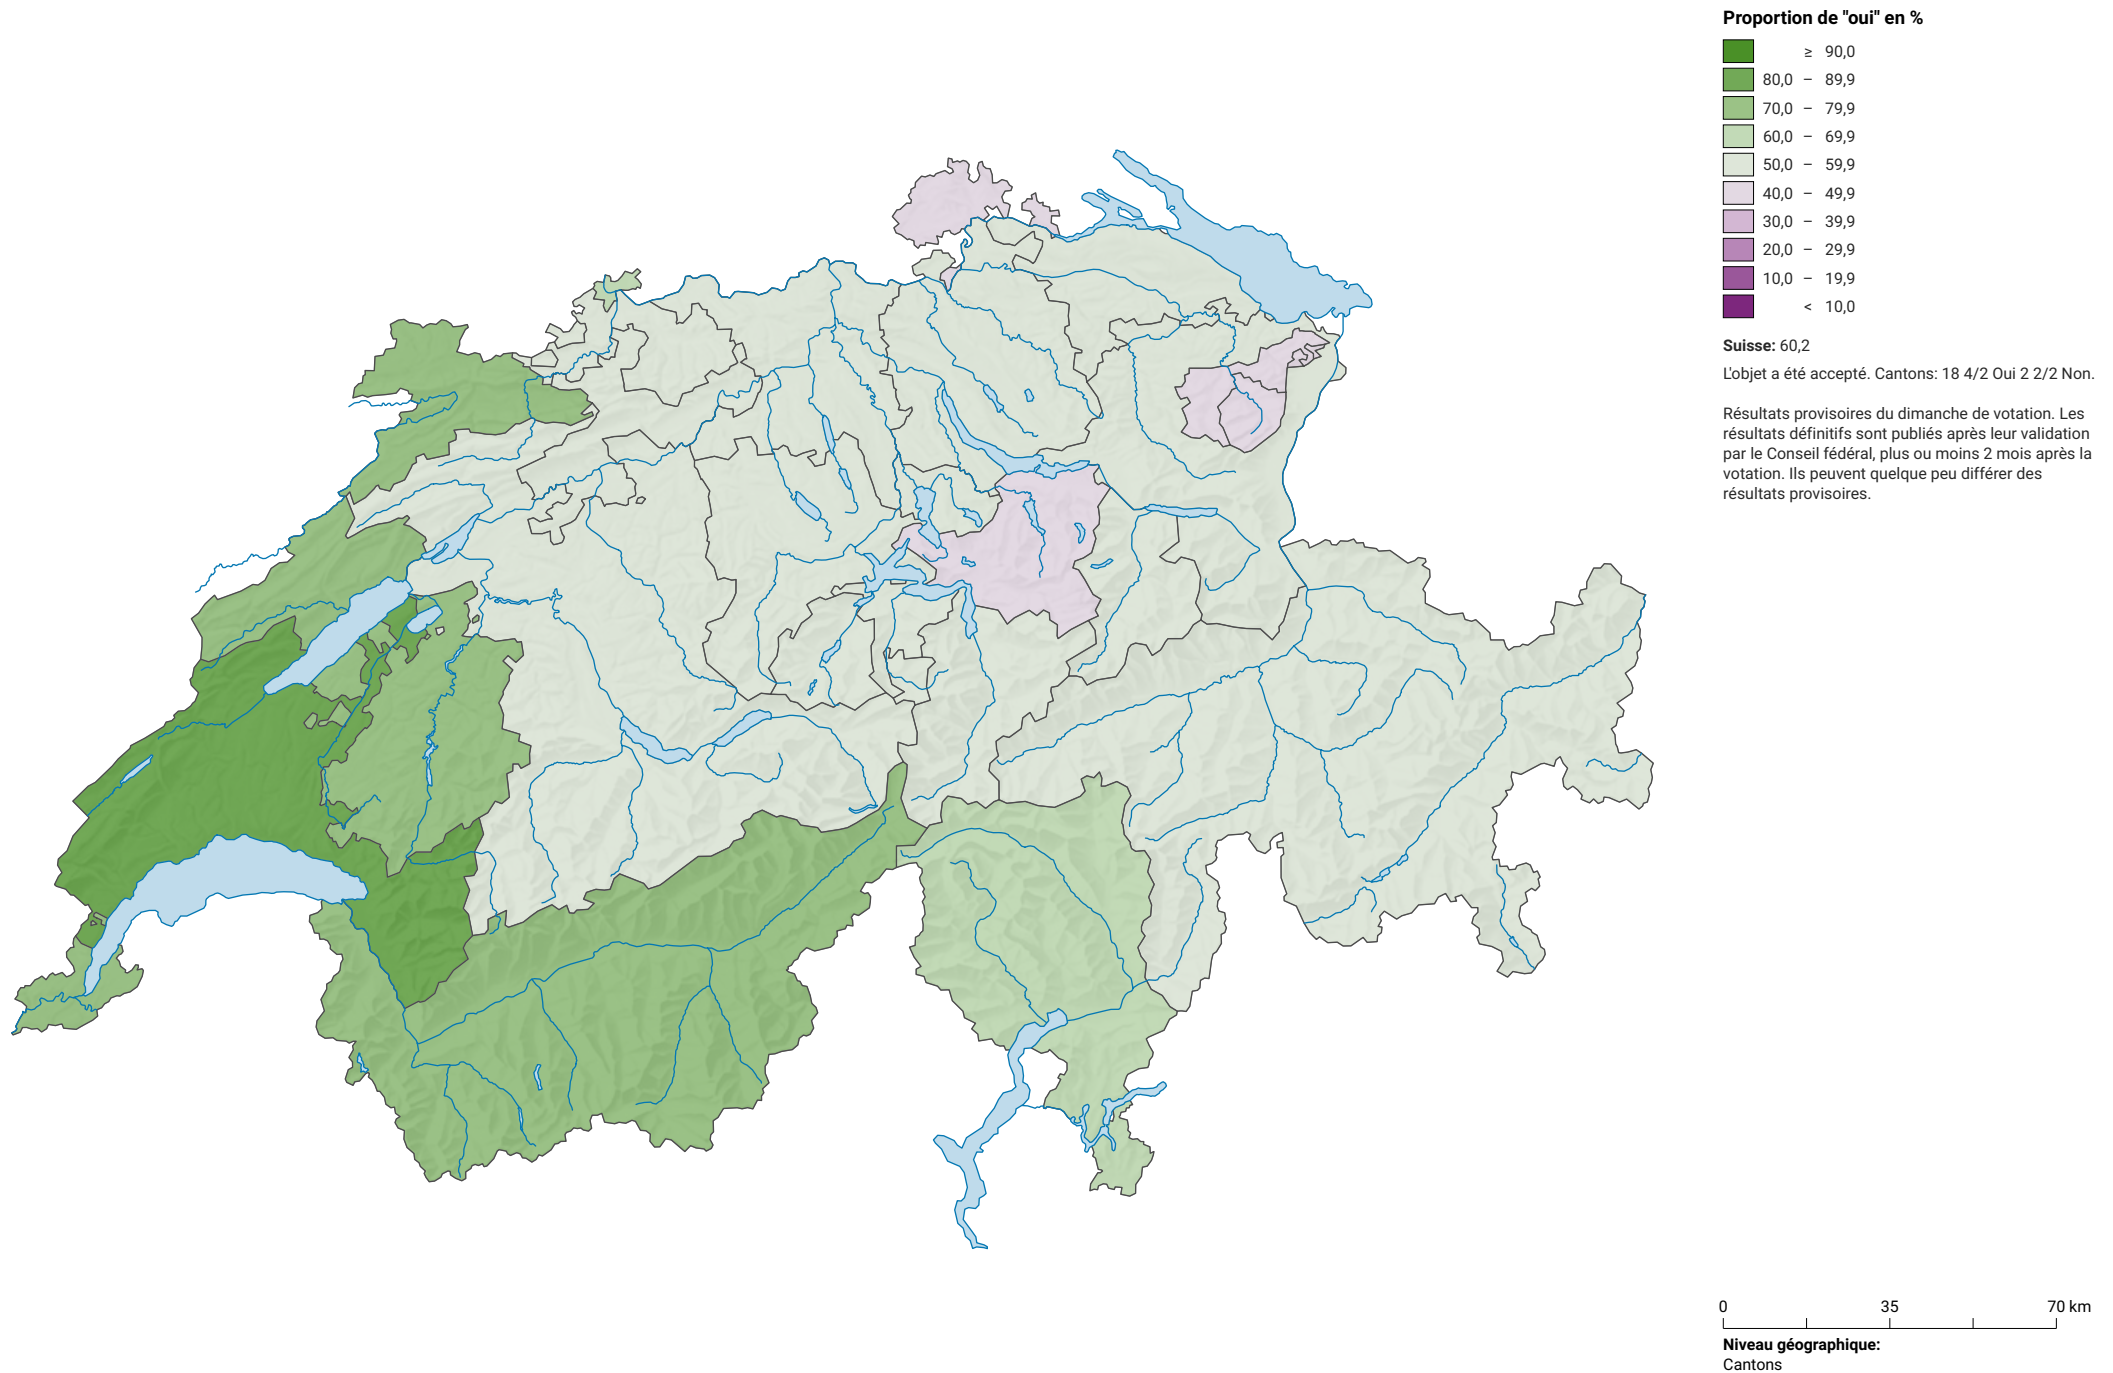 Proportion de "oui" en %
≥ 90,0
80,0 – 89,9
70,0 – 79,9
60,0 – 69,9
50,0 – 59,9
40,0 – 49,9
30,0 – 39,9
20,0 – 29,9
10,0 – 19,9
< 10,0
Suisse: 60,2
L'objet a été accepté. Cantons: 18 4/2 Oui 2 2/2 Non.
Résultats provisoires du dimanche de votation. Les
résultats définitifs sont publiés après leur validation
par le Conseil fédéral, plus ou moins 2 mois après la
votation. Ils peuvent quelque peu différer des
résultats provisoires.
0 35 70 km
Niveau géographique:
Cantons